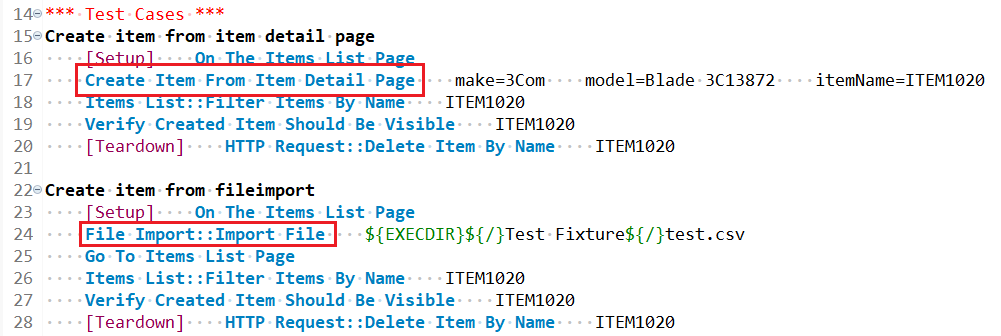 14 *** Test Cases ***
15 Create item from item detail page
16 [Setup] On The Items List Page
17 Create Item From Item Detail Page make=3Com model=Blade 3C13872 itemName=ITEM1020
18 Items List::Filter Items By Name ITEM1020
19 Verify Created Item Should Be Visible ITEM1020
20 [Teardown] HTTP Request::Delete Item By Name ITEM1020
21
22 Create item from fileimport
23 [Setup] On The Items List Page
24 File Import::Import File ${EXECDIR}${/}Test Fixture${/}test.csv
25 Go To Items List Page
26 Items List::Filter Items By Name ITEM1020
27 Verify Created Item Should Be Visible ITEM1020
28 [Teardown] HTTP Request::Delete Item By Name ITEM1020